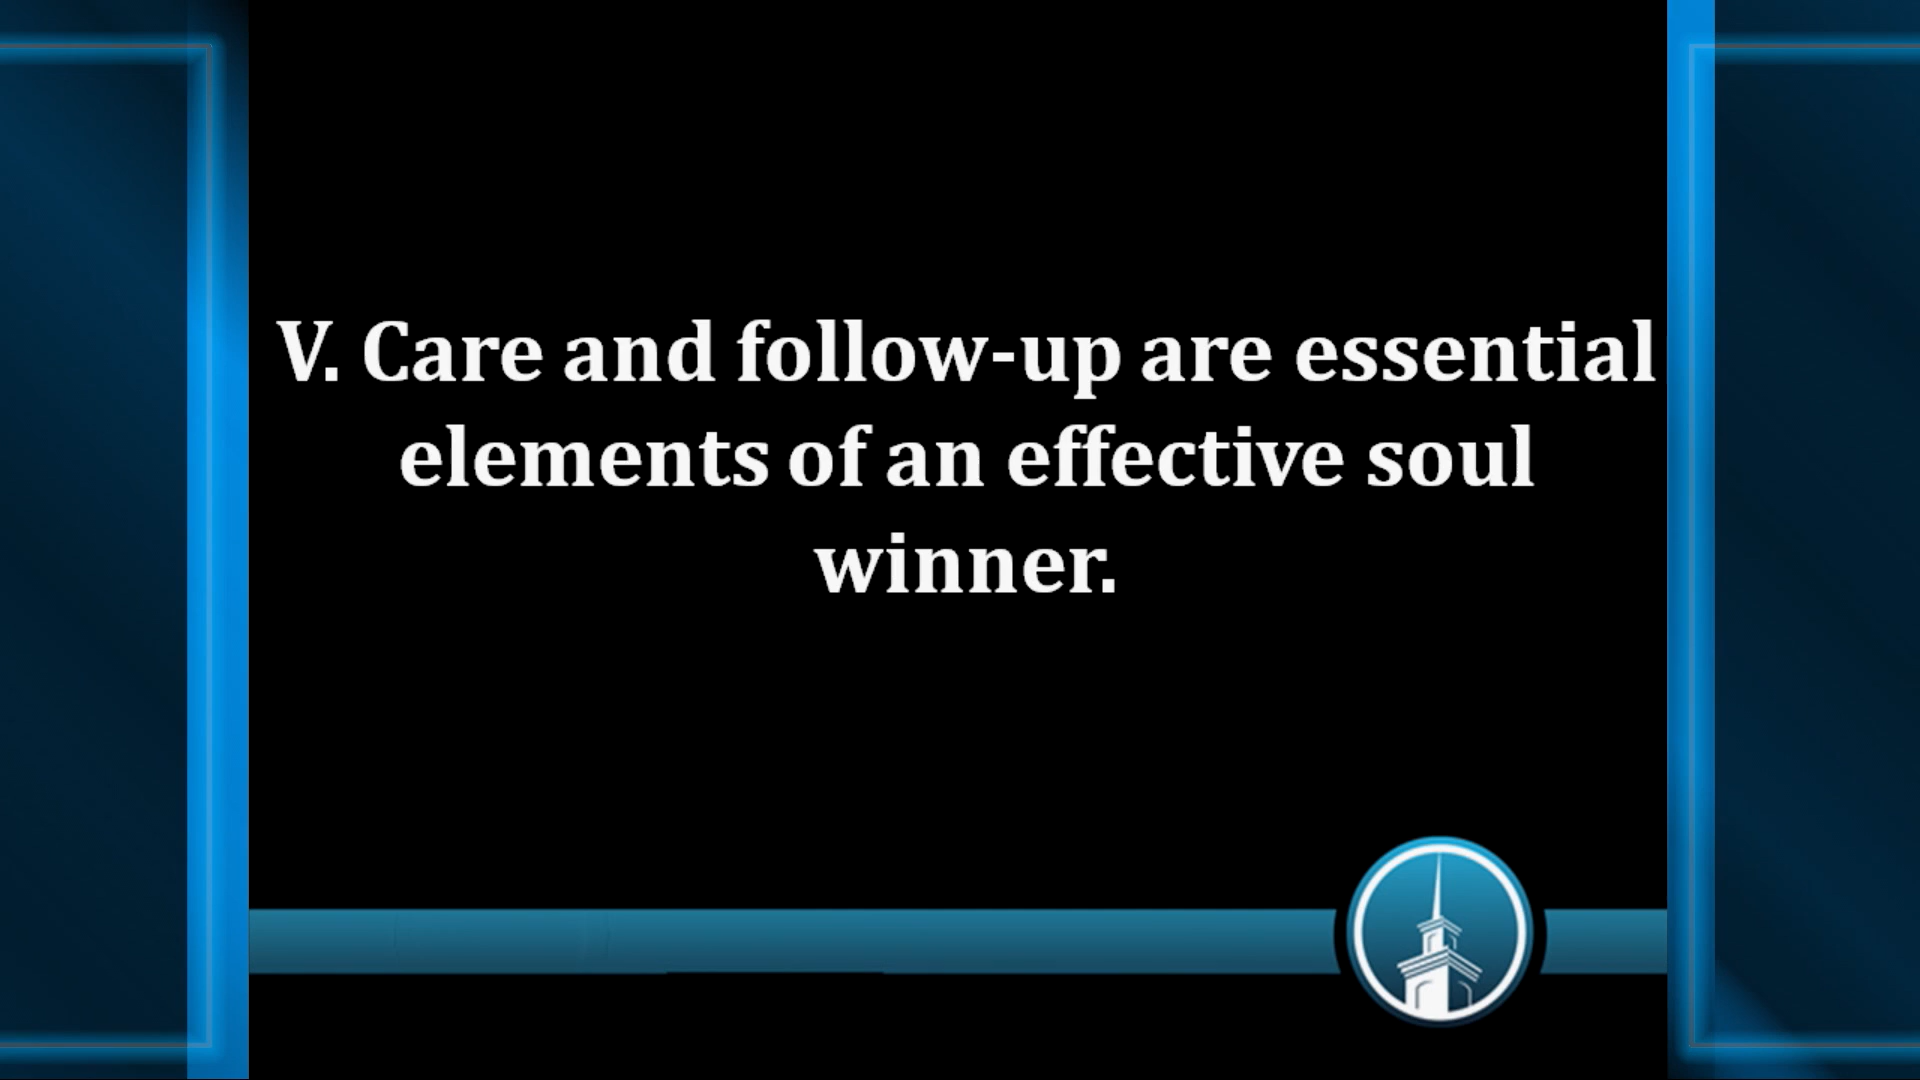 V. Care and follow-up are essential
elements of an effective soul
winner.